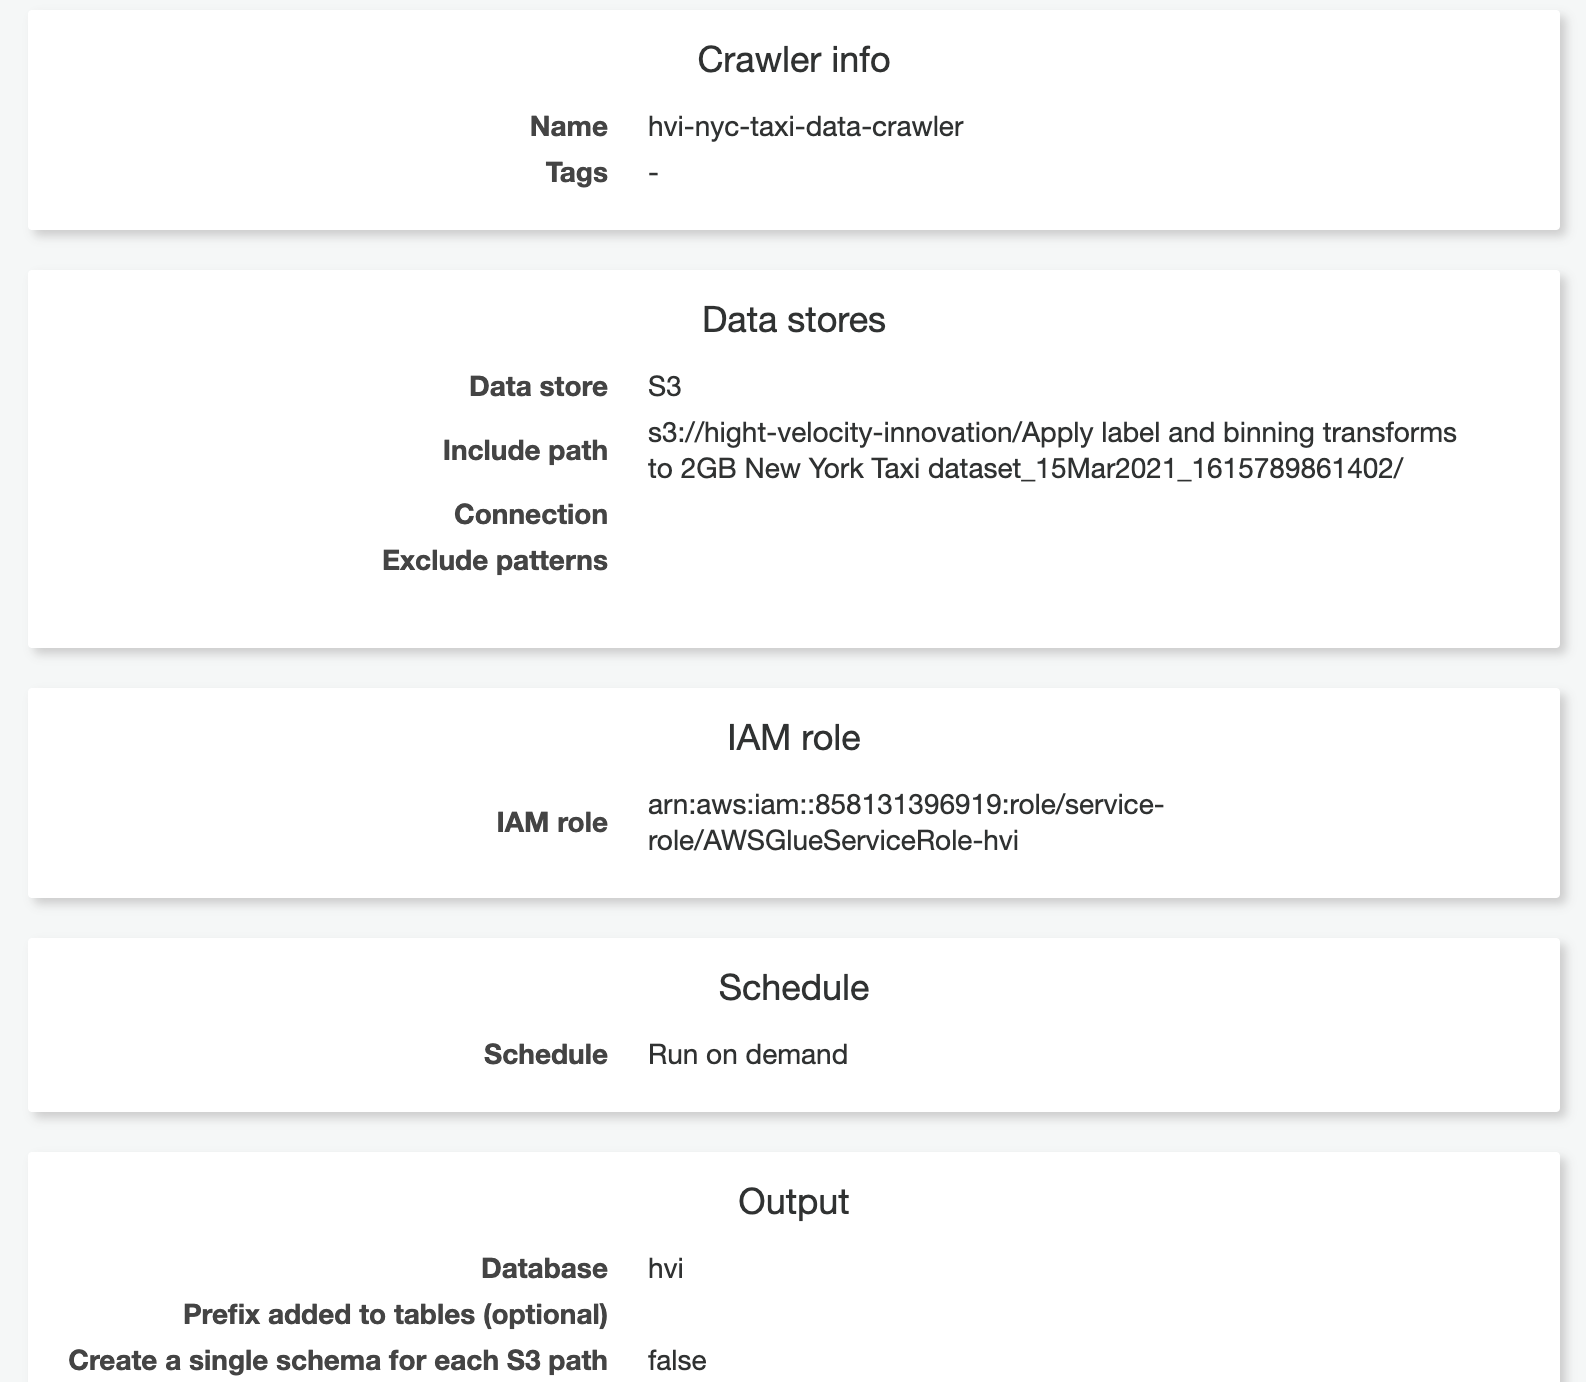 Crawler info
Name hvi-nyc-taxi-data-crawler
Tags -
Data stores
Data store S3
Include path s3://hight-velocity-innovation/Apply label and binning transforms
to 2GB New York Taxi dataset_15Mar2021_1615789861402/
Connection
Exclude patterns
IAM role
IAM role arn:aws:iam::858131396919:role/service-
role/AWSGlueServiceRole-hvi
Schedule
Schedule Run on demand
Output
Database hvi
Prefix added to tables (optional)
Create a single schema for each S3 path false